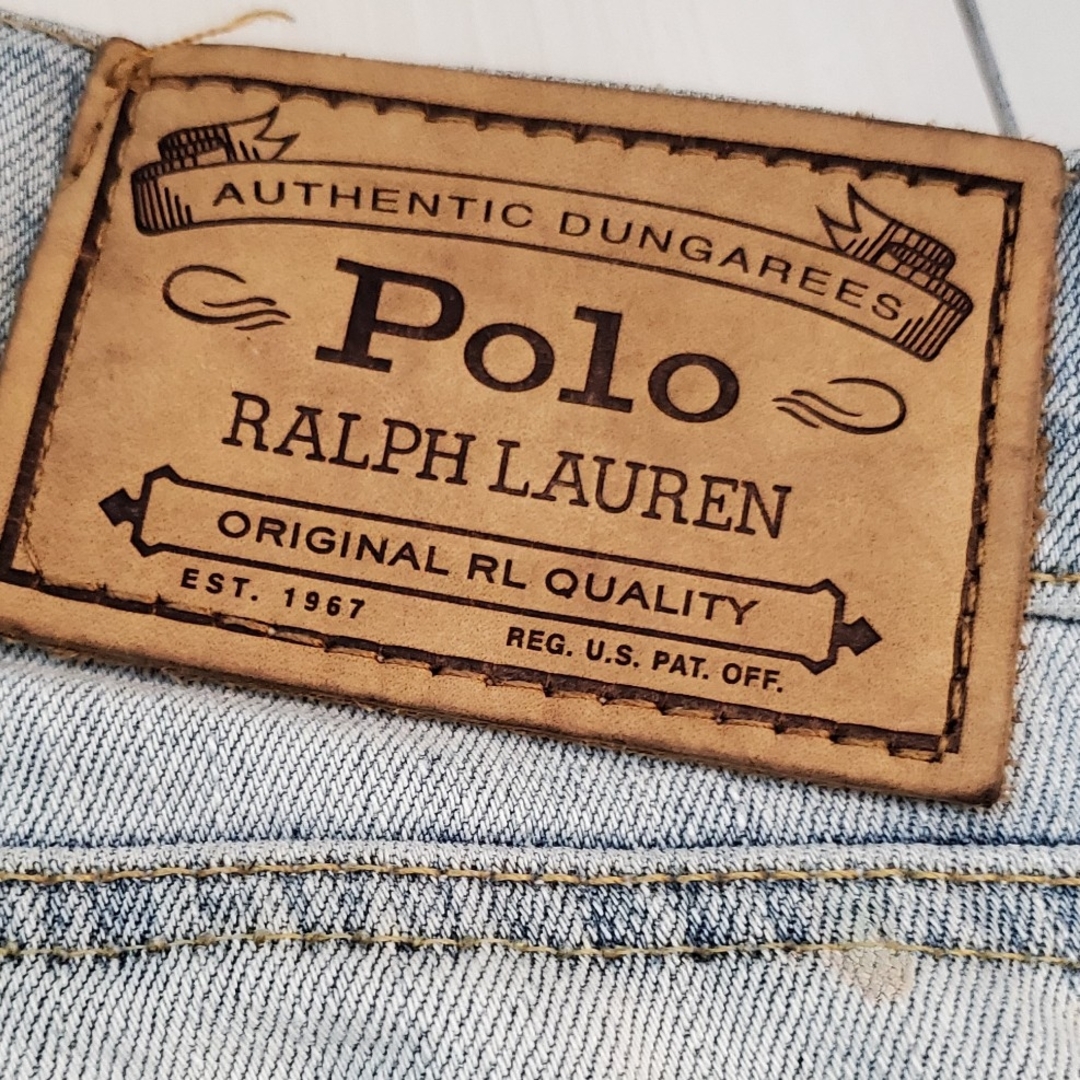 AUTHENTIC DUNGAREES
Polo
RALPH LAUREN
ORIGINAL RL QUALITY
EST. 1967
REG. U.S. PAT. OFF.